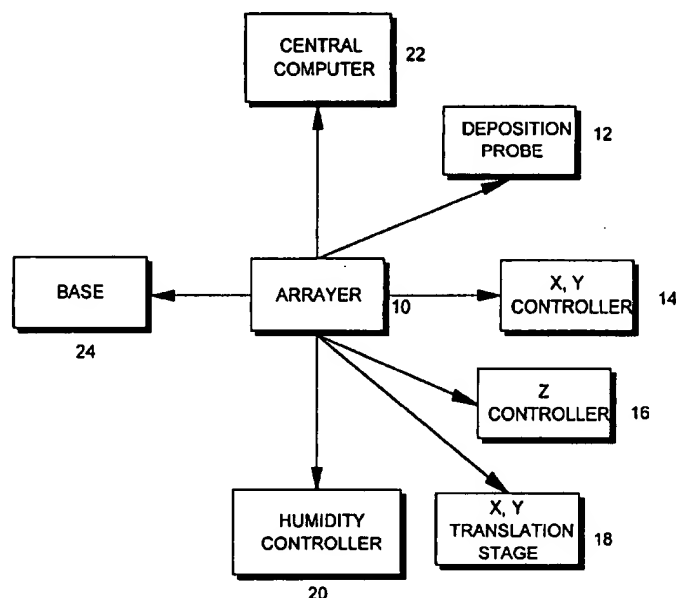 CENTRAL
COMPUTER
22
DEPOSITION
PROBE
12
BASE
24
ARRAYER
10
X, Y
CONTROLLER
14
Z
CONTROLLER
16
HUMIDITY
CONTROLLER
20
X, Y
TRANSLATION
STAGE
18